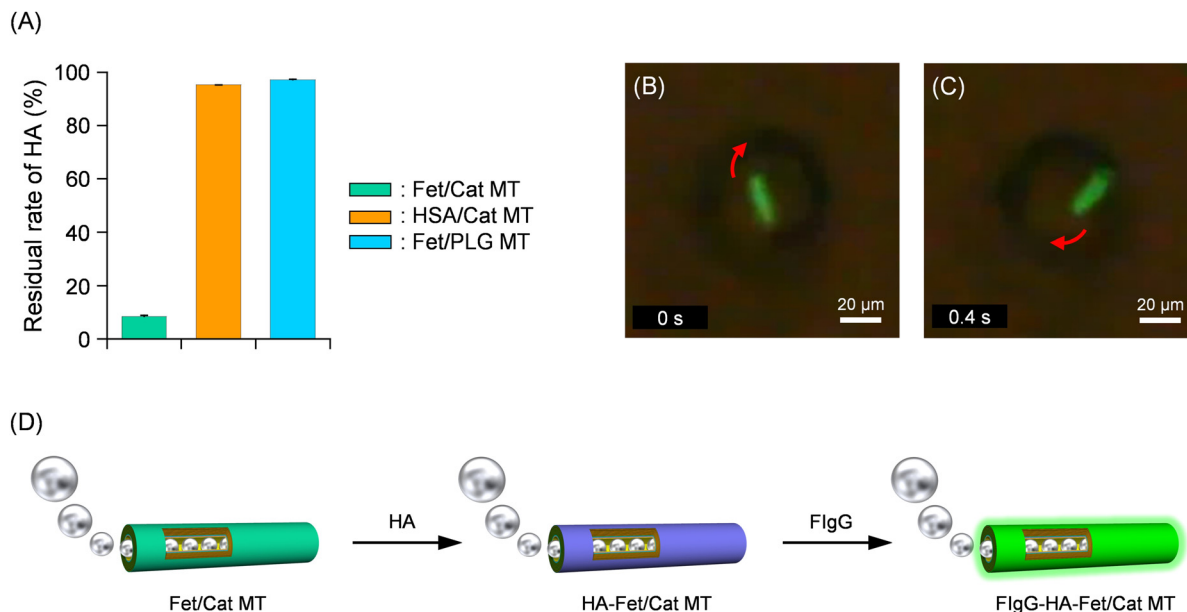 (A)
Residual rate of HA (%)
100
80
60
40
20
0
: Fet/Cat MT
: HSA/Cat MT
: Fet/PLG MT
(B)
0 s
20 µm
(C)
0.4 s
20 µm
(D)
HA
FIgG
Fet/Cat MT
HA-Fet/Cat MT
FIgG-HA-Fet/Cat MT